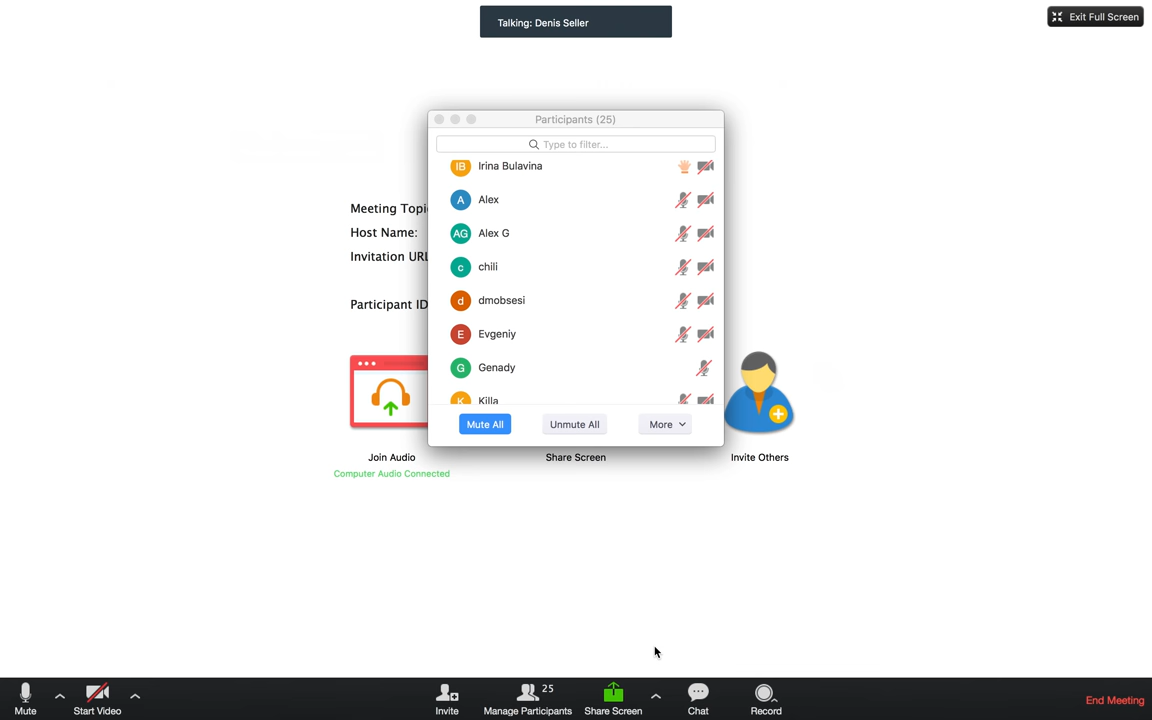 Talking: Denis Seller
Exit Full Screen
Participants (25)
Type to filter...
IB Irina Bulavina
A Alex
AG Alex G
c chili
d dmobsesi
E Evgeniy
G Genady
K Killa
Mute All
Unmute All
More
Meeting Topi
Host Name:
Invitation URL
Participant ID
Join Audio
Computer Audio Connected
Share Screen
Invite Others
Mute
Start Video
Invite
25
Manage Participants
Share Screen
Chat
Record
End Meeting